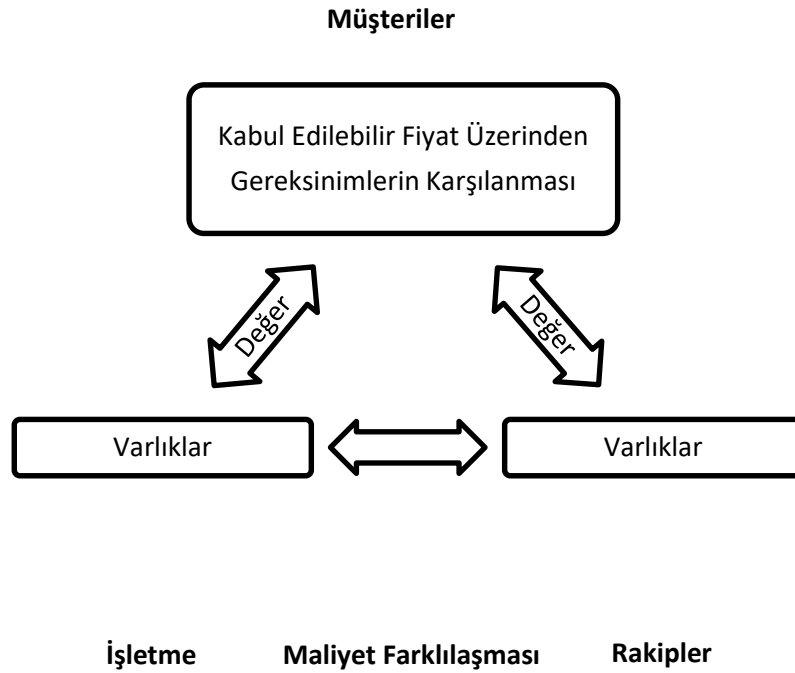 Müşteriler
Kabul Edilebilir Fiyat Üzerinden
Gereksinimlerin Karşılanması
Değer
Değer
Varlıklar
Varlıklar
İşletme
Maliyet Farklılaşması
Rakipler